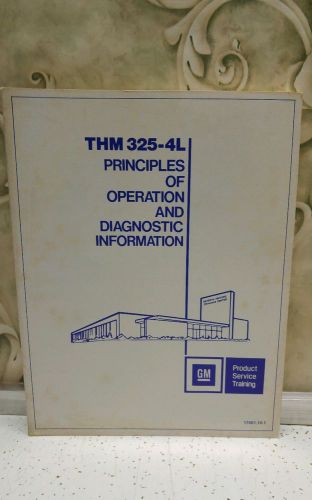 THM 325-4L
PRINCIPLES
OF
OPERATION
AND
DIAGNOSTIC
INFORMATION
GM
Product
Service
Training